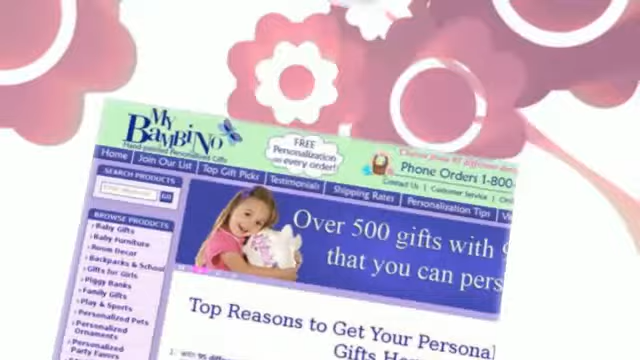 My
BamBiNo
Hand-painted Personalized Gifts
FREE
Personalization
on every order!
Phone Orders 1-800-
Contact Us | Customer Service |
Home | Join Our List | Top Gift Picks | Testimonials | Shipping Rates | Personalization Tips |
SEARCH PRODUCTS
GO
BROWSE PRODUCTS
Baby Gifts
Baby Furniture
Room Decor
Backpacks & School
Gifts for Girls
Piggy Banks
Family Gifts
Play & Sports
Personalized Pets
Personalized
Ornaments
Personalized
Party Favors
Over 500 gifts with
that you can pers
Top Reasons to Get Your Persona
Gifts He